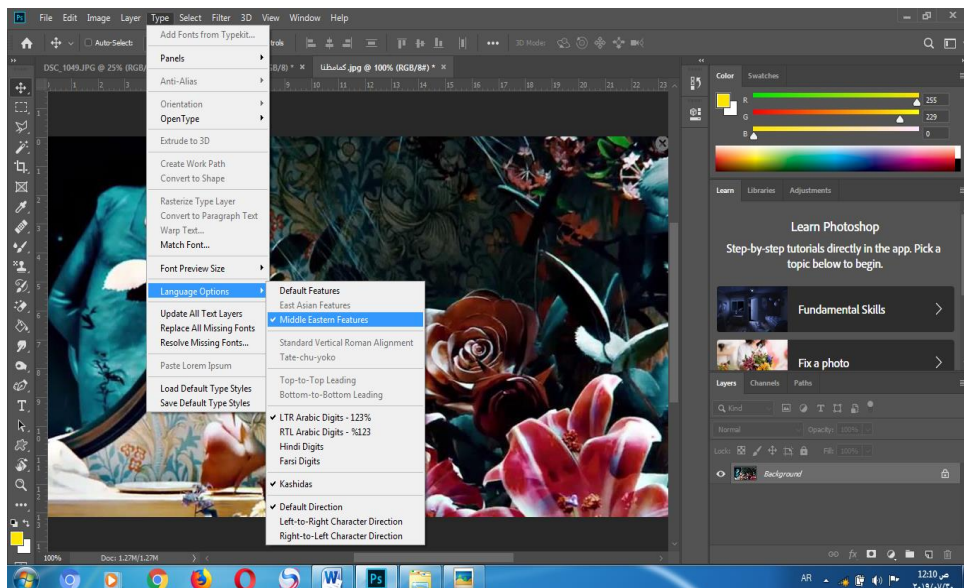 Ps File Edit Image Layer Type Select Filter 3D View Window Help
Auto-Select:
3D Mode:
DSC_1049.JPG @ 25% (RGB/
.jpg @ 100% (RGB/8#) * ×
Add Fonts from Typekit...
Panels
Anti-Alias
Orientation
OpenType
Extrude to 3D
Create Work Path
Convert to Shape
Rasterize Type Layer
Convert to Paragraph Text
Warp Text...
Match Font...
Font Preview Size
Language Options
Update All Text Layers
Replace All Missing Fonts
Resolve Missing Fonts...
Paste Lorem Ipsum
Load Default Type Styles
Save Default Type Styles
Default Features
East Asian Features
Middle Eastern Features
Standard Vertical Roman Alignment
Tate-chu-yoko
Top-to-Top Leading
Bottom-to-Bottom Leading
LTR Arabic Digits - 123%
RTL Arabic Digits - %123
Hindi Digits
Farsi Digits
Kashidas
Default Direction
Left-to-Right Character Direction
Right-to-Left Character Direction
Color Swatches
R 255
G 229
B 0
Learn Libraries Adjustments
Learn Photoshop
Step-by-step tutorials directly in the app. Pick a
topic below to begin.
Fundamental Skills
Fix a photo
Layers Channels Paths
Kind
Normal Opacity: 100%
Lock: Fill: 100%
Background
100% Doc: 1.27M/1.27M
fx
W Ps AR 12:10 ص